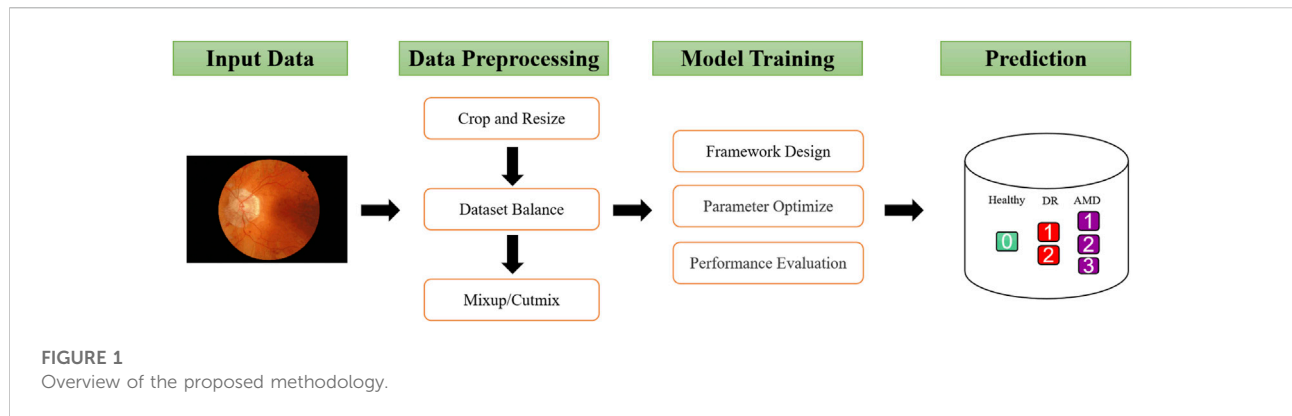 Input Data
Data Preprocessing
Model Training
Prediction
Crop and Resize
Dataset Balance
Mixup/Cutmix
Framework Design
Parameter Optimize
Performance Evaluation
Healthy DR AMD
0
1
2
1
2
3
FIGURE 1
Overview of the proposed methodology.